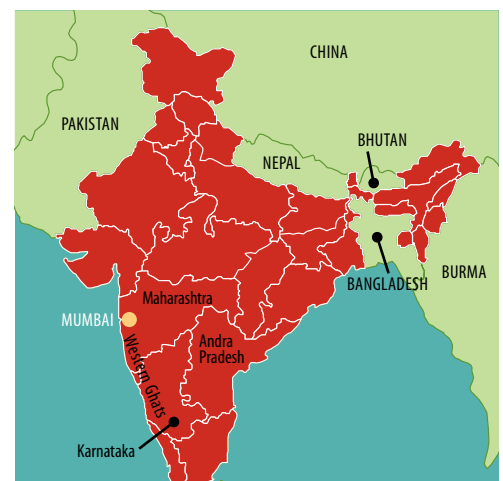 CHINA
PAKISTAN
BHUTAN
NEPAL
BURMA
BANGLADESH
Maharashtra
MUMBAI
Andra
Pradesh
Western Ghats
Karnataka